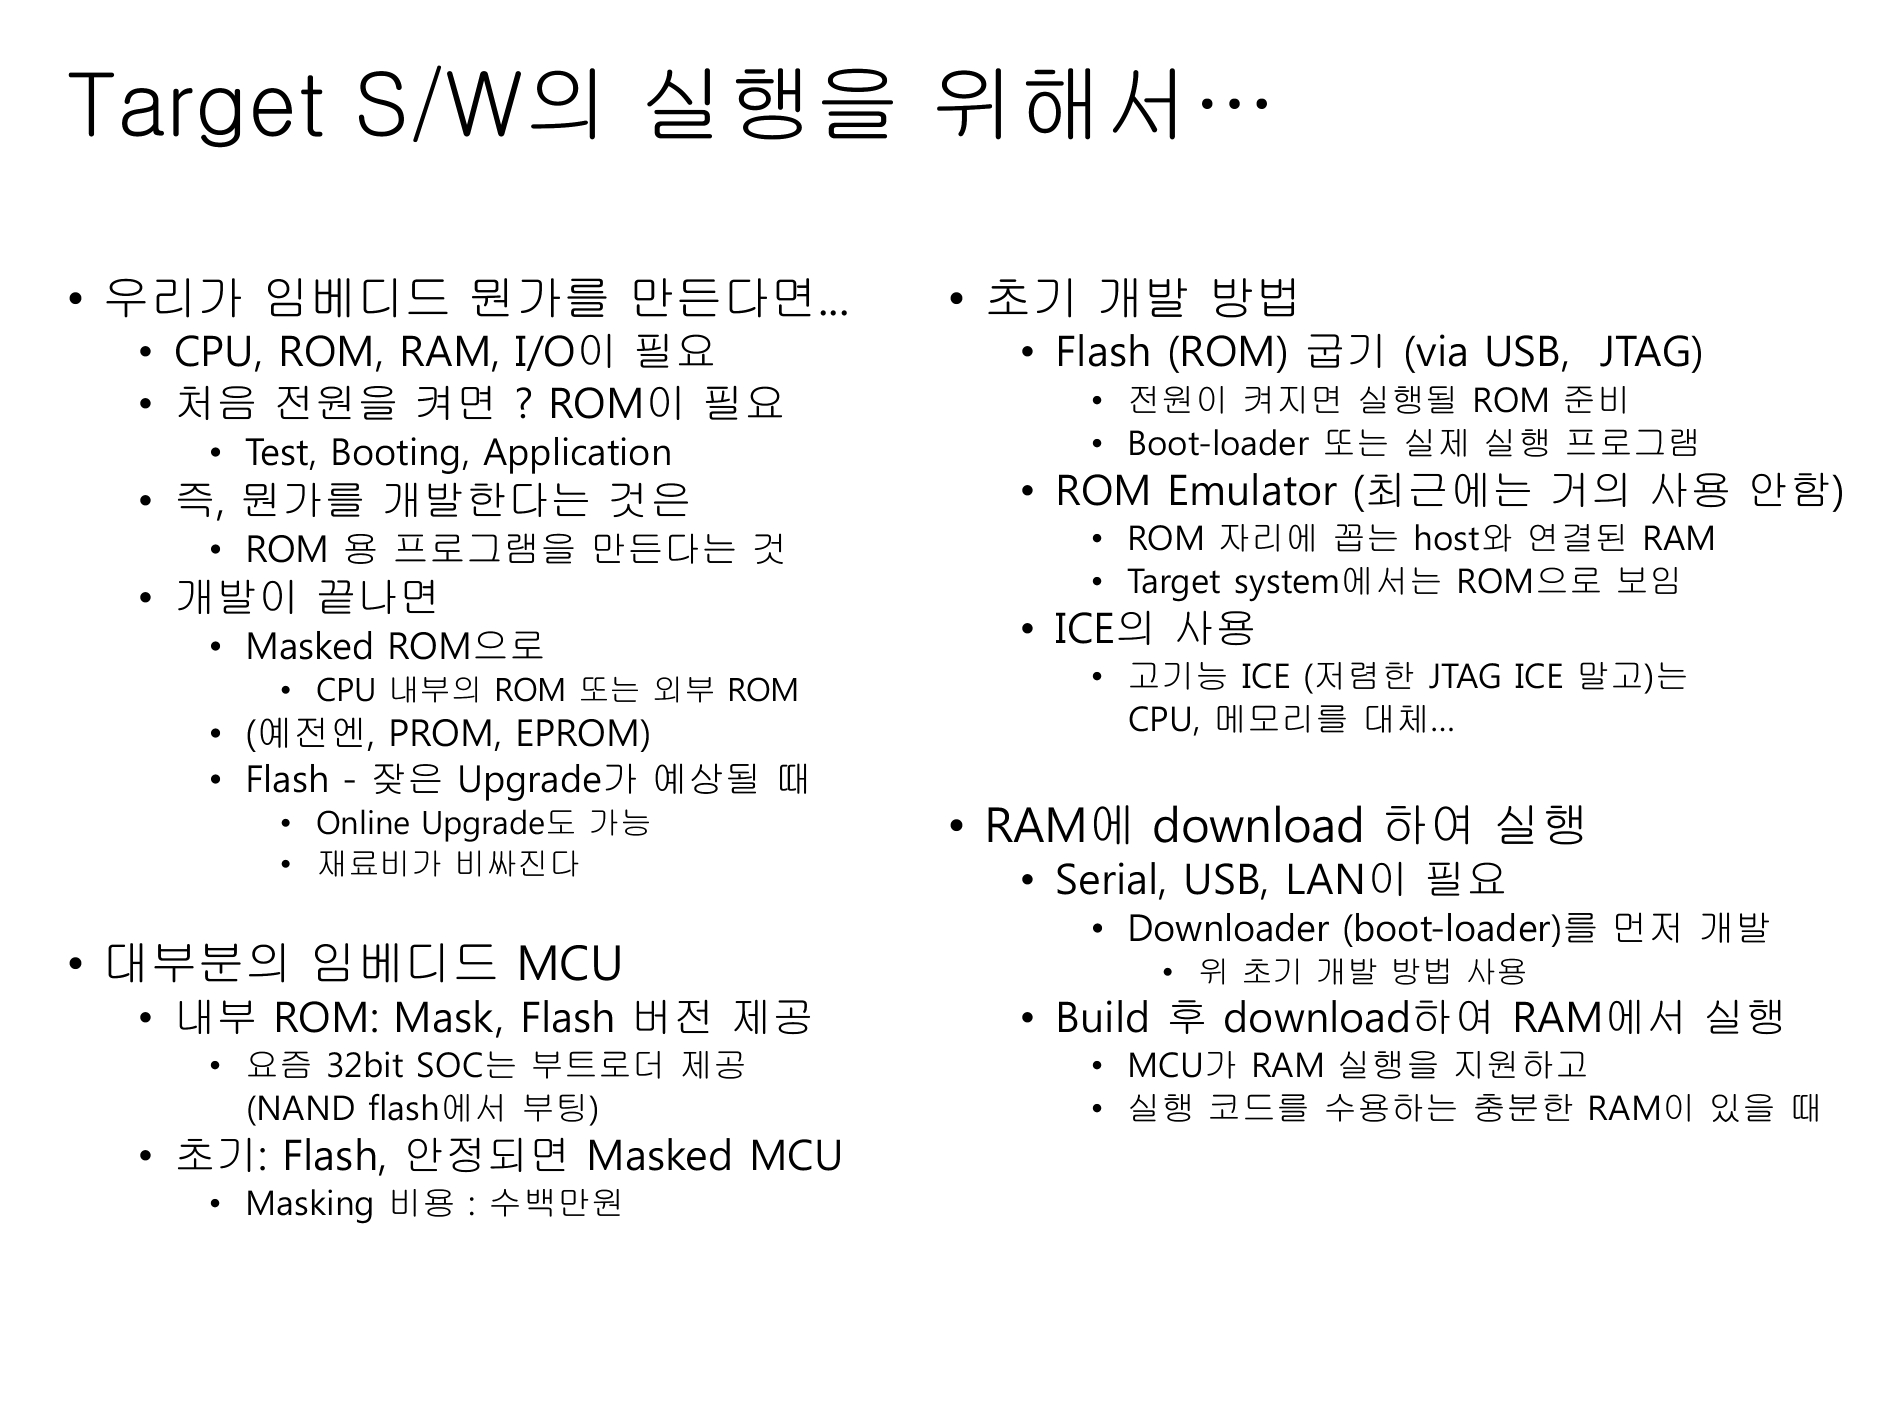 Target S/W의 실행을 위해서…
• 우리가 임베디드 뭔가를 만든다면...
• CPU, ROM, RAM, I/O이 필요
• 처음 전원을 켜면 ? ROM이 필요
• Test, Booting, Application
• 즉, 뭔가를 개발한다는 것은
• ROM 용 프로그램을 만든다는 것
• 개발이 끝나면
• Masked ROM으로
• CPU 내부의 ROM 또는 외부 ROM
• (예전엔, PROM, EPROM)
• Flash - 잦은 Upgrade가 예상될 때
• Online Upgrade도 가능
• 재료비가 비싸진다
• 대부분의 임베디드 MCU
• 내부 ROM: Mask, Flash 버전 제공
• 요즘 32bit SOC는 부트로더 제공
(NAND flash에서 부팅)
• 초기: Flash, 안정되면 Masked MCU
• Masking 비용 : 수백만원
• 초기 개발 방법
• Flash (ROM) 굽기 (via USB, JTAG)
• 전원이 켜지면 실행될 ROM 준비
• Boot-loader 또는 실제 실행 프로그램
• ROM Emulator (최근에는 거의 사용 안함)
• ROM 자리에 꼽는 host와 연결된 RAM
• Target system에서는 ROM으로 보임
• ICE의 사용
• 고기능 ICE (저렴한 JTAG ICE 말고)는
CPU, 메모리를 대체...
• RAM에 download 하여 실행
• Serial, USB, LAN이 필요
• Downloader (boot-loader)를 먼저 개발
• 위 초기 개발 방법 사용
• Build 후 download하여 RAM에서 실행
• MCU가 RAM 실행을 지원하고
• 실행 코드를 수용하는 충분한 RAM이 있을 때